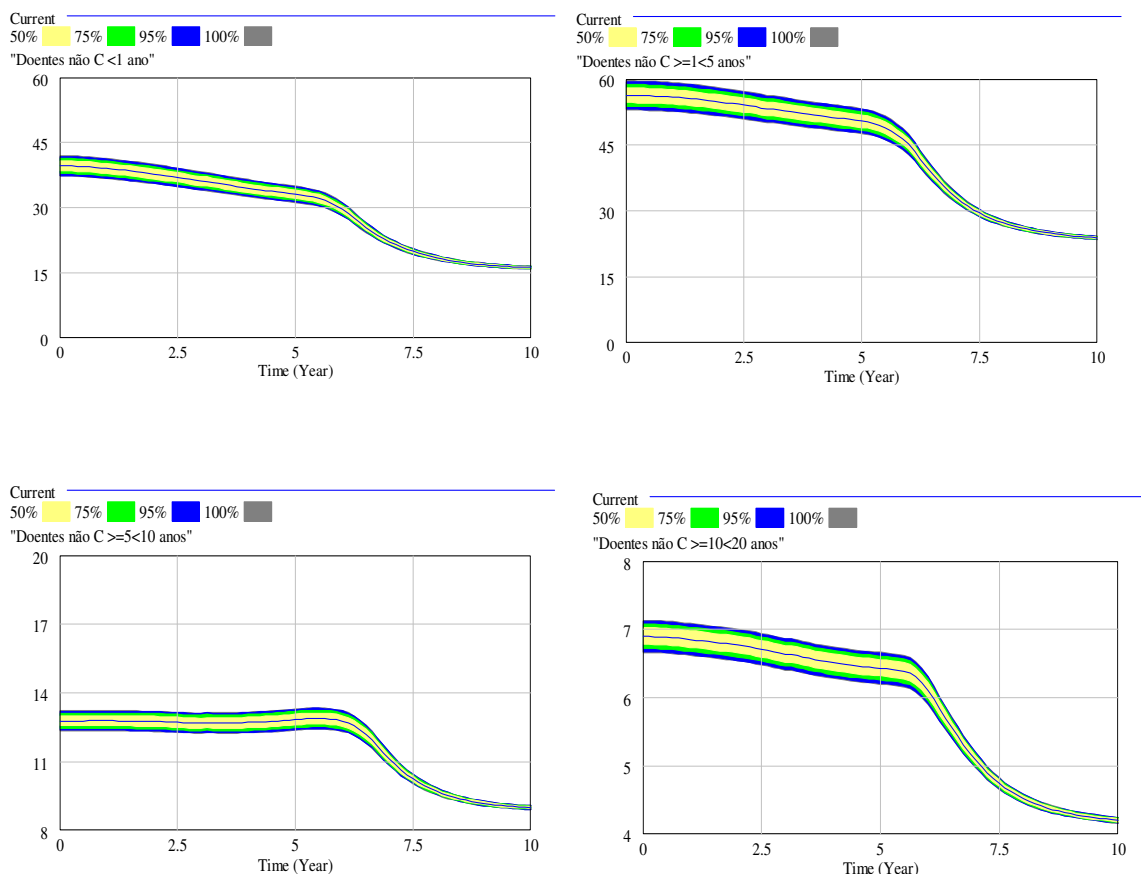 Current
50% 75% 95% 100%
"Doentes não C <1 ano"
60
45
30
15
0
0 2.5 5 7.5 10
Time (Year)
Current
50% 75% 95% 100%
"Doentes não C >=1<5 anos"
60
45
30
15
0
0 2.5 5 7.5 10
Time (Year)
Current
50% 75% 95% 100%
"Doentes não C >=5<10 anos"
20
17
14
11
8
0 2.5 5 7.5 10
Time (Year)
Current
50% 75% 95% 100%
"Doentes não C >=10<20 anos"
8
7
6
5
4
0 2.5 5 7.5 10
Time (Year)